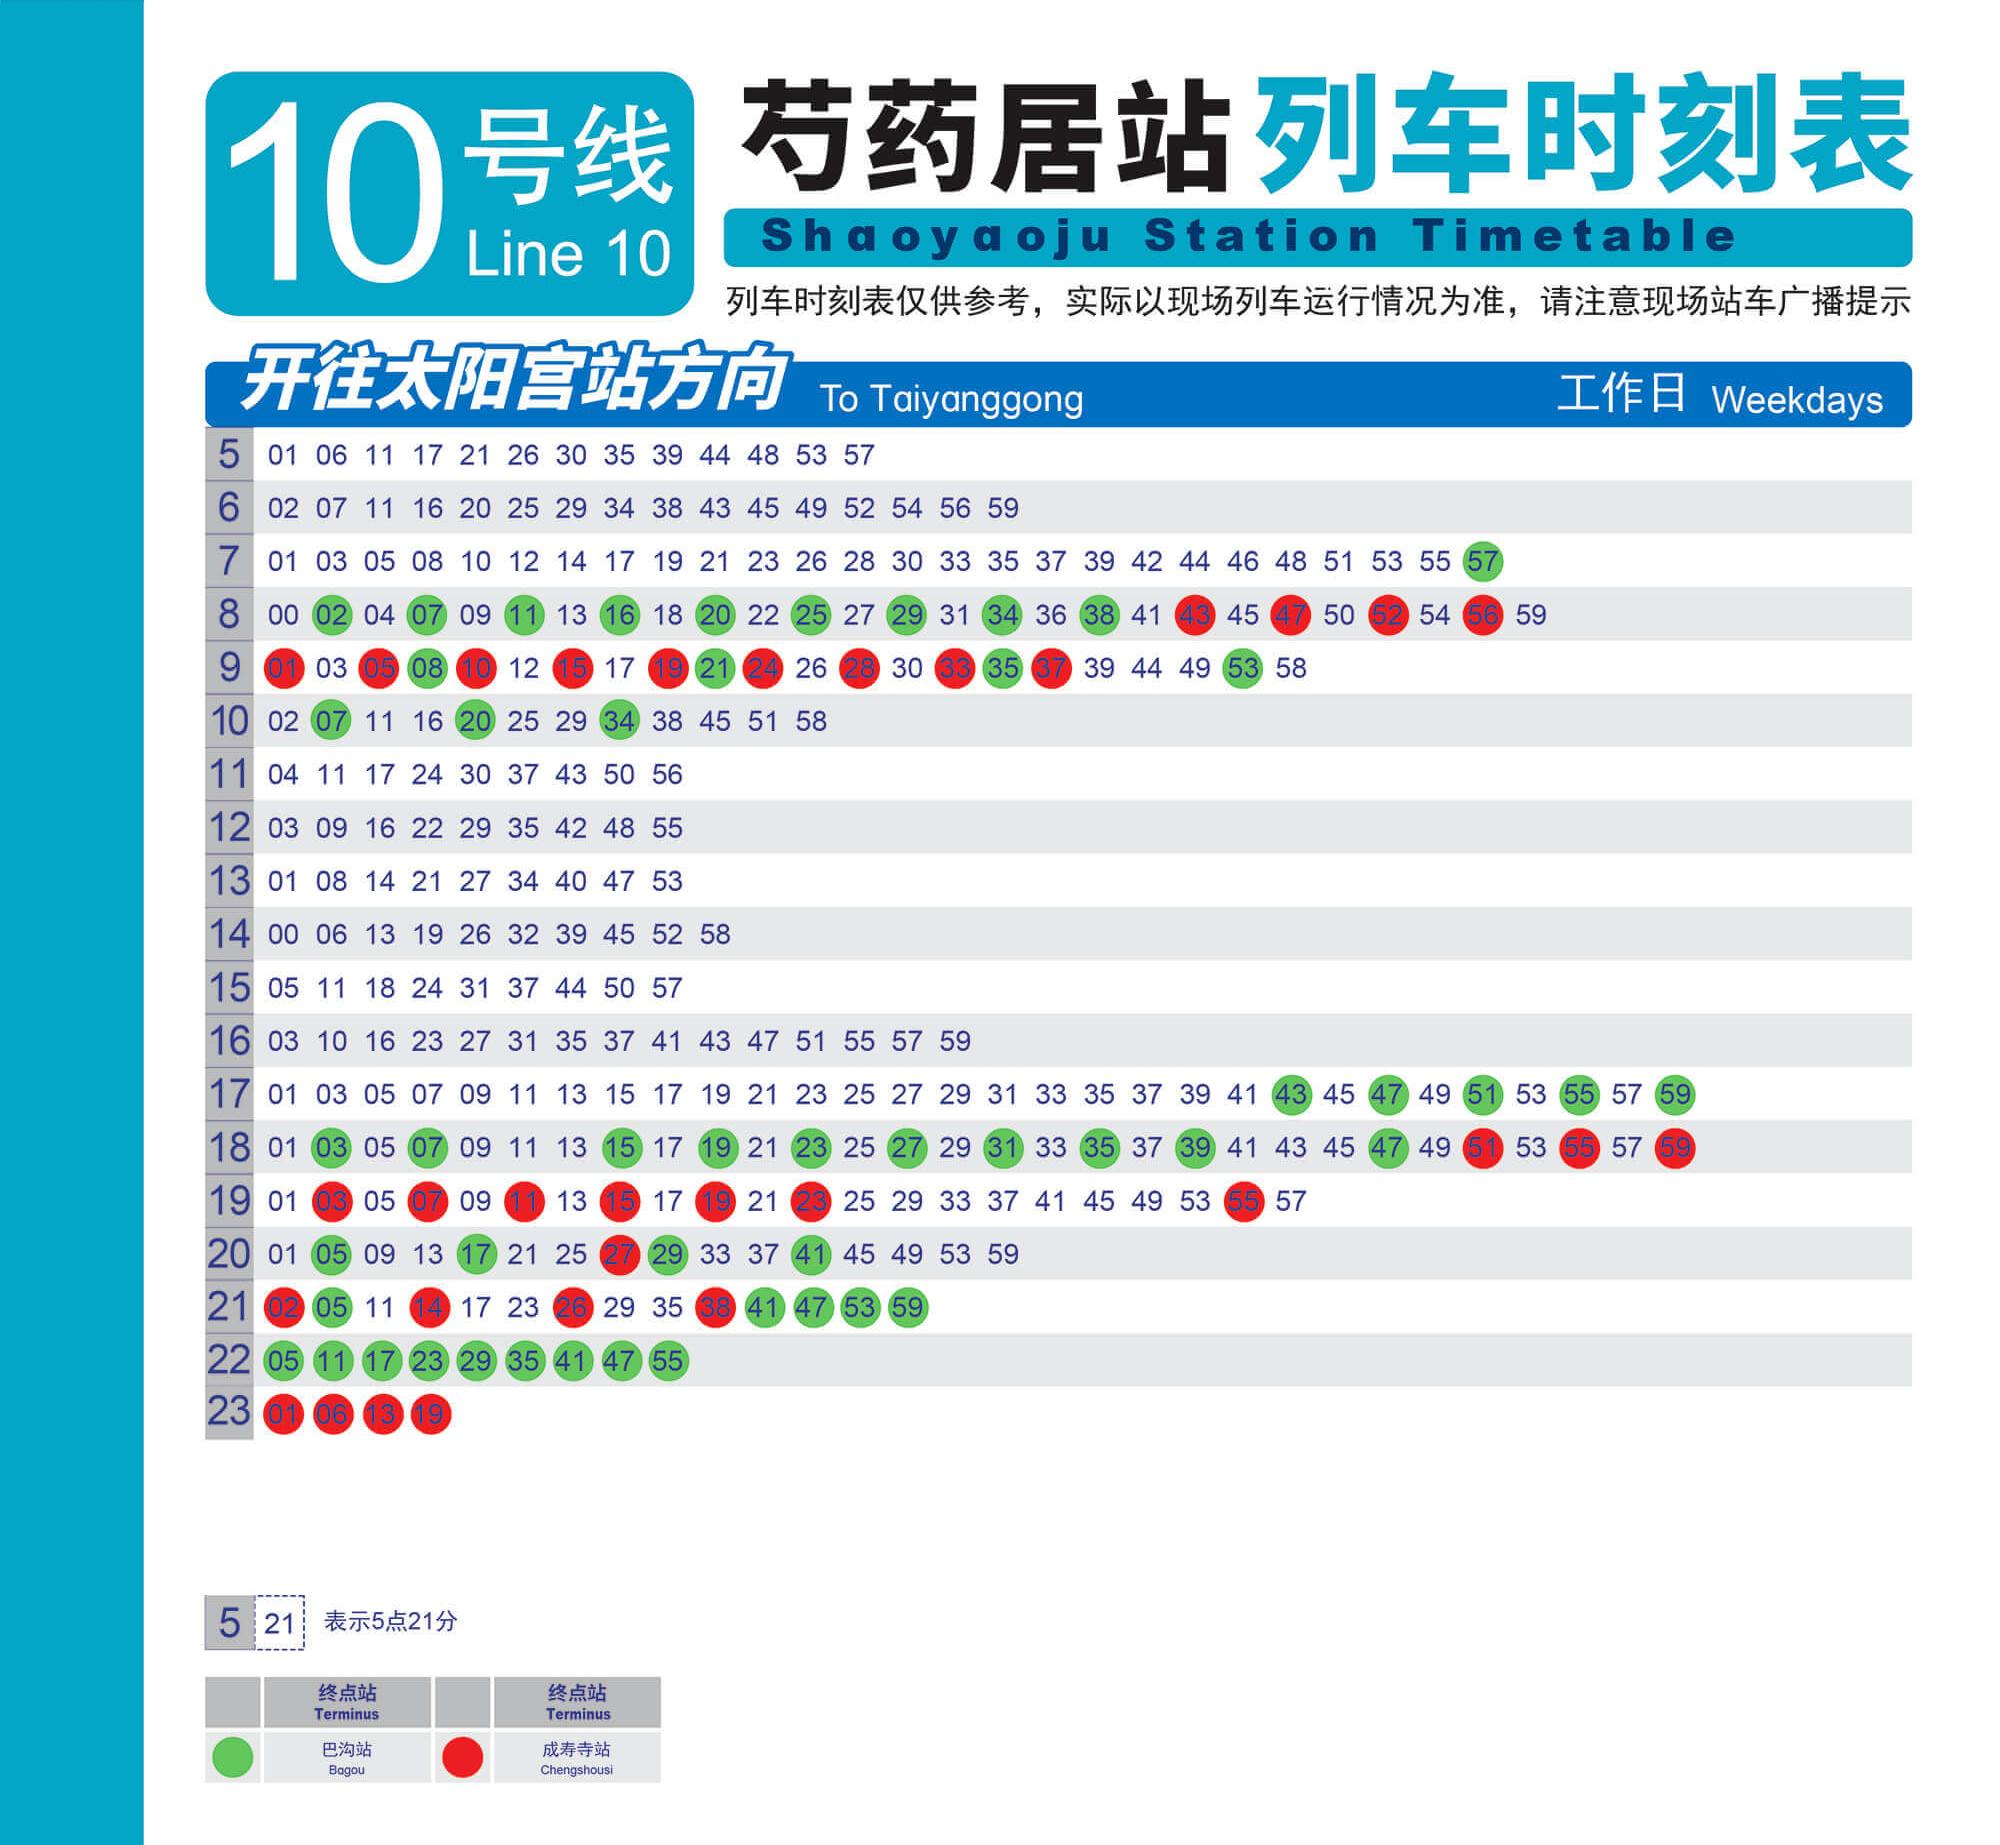 10号线
Line 10
芍药居站列车时刻表
Shaoyaoju Station Timetable
列车时刻表仅供参考，实际以现场列车运行情况为准，请注意现场站车广播提示
开往太阳宫站方向 To Taiyanggong 工作日 Weekdays
5 01 06 11 17 21 26 30 35 39 44 48 53 57
6 02 07 11 16 20 25 29 34 38 43 45 49 52 54 56 59
7 01 03 05 08 10 12 14 17 19 21 23 26 28 30 33 35 37 39 42 44 46 48 51 53 55 57
8 00 02 04 07 09 11 13 16 18 20 22 25 27 29 31 34 36 38 41 43 45 47 50 52 54 56 59
9 01 03 05 08 10 12 15 17 19 21 24 26 28 30 33 35 37 39 44 49 53 58
10 02 07 11 16 20 25 29 34 38 45 51 58
11 04 11 17 24 30 37 43 50 56
12 03 09 16 22 29 35 42 48 55
13 01 08 14 21 27 34 40 47 53
14 00 06 13 19 26 32 39 45 52 58
15 05 11 18 24 31 37 44 50 57
16 03 10 16 23 27 31 35 37 41 43 47 51 55 57 59
17 01 03 05 07 09 11 13 15 17 19 21 23 25 27 29 31 33 35 37 39 41 43 45 47 49 51 53 55 57 59
18 01 03 05 07 09 11 13 15 17 19 21 23 25 27 29 31 33 35 37 39 41 43 45 47 49 51 53 55 57 59
19 01 03 05 07 09 11 13 15 17 19 21 23 25 29 33 37 41 45 49 53 55 57
20 01 05 09 13 17 21 25 27 29 33 37 41 45 49 53 59
21 02 05 11 14 17 23 26 29 35 38 41 47 53 59
22 05 11 17 23 29 35 41 47 55
23 01 06 13 19
5 21 表示5点21分
终点站 终点站
Terminus Terminus
巴沟站 成寿寺站
Bagou Chengshousi